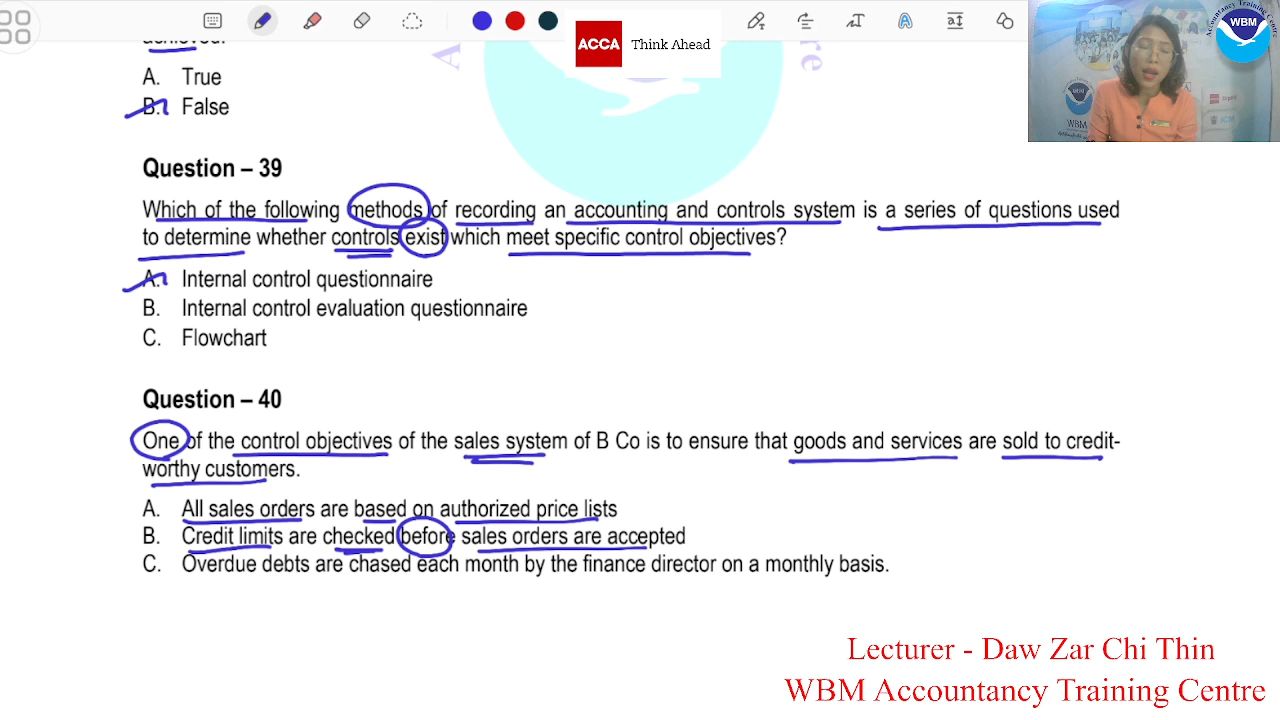 achieved.
A. True
B. False
Question – 39
Which of the following methods of recording an accounting and controls system is a series of questions used
to determine whether controls exist which meet specific control objectives?
A. Internal control questionnaire
B. Internal control evaluation questionnaire
C. Flowchart
Question – 40
One of the control objectives of the sales system of B Co is to ensure that goods and services are sold to credit-
worthy customers.
A. All sales orders are based on authorized price lists
B. Credit limits are checked before sales orders are accepted
C. Overdue debts are chased each month by the finance director on a monthly basis.
ACCA Think Ahead
WBM
WBM
Lecturer - Daw Zar Chi Thin
WBM Accountancy Training Centre